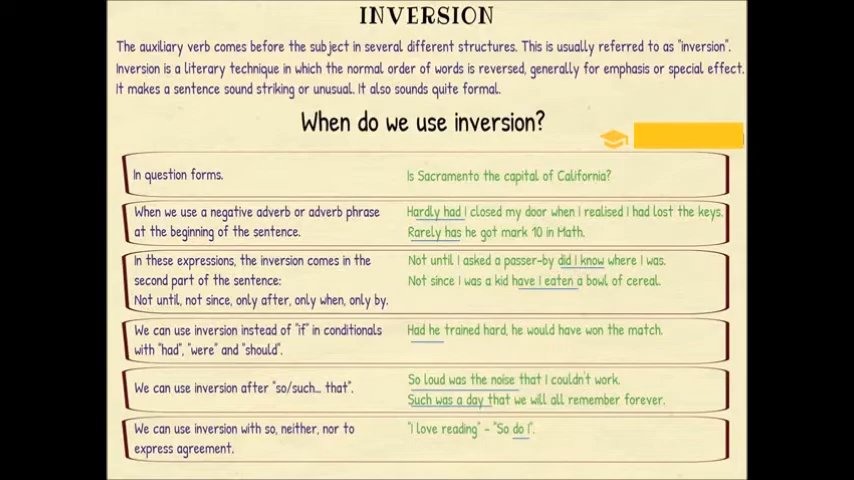 INVERSION
The auxiliary verb comes before the subject in several different structures. This is usually referred to as "inversion".
Inversion is a literary technique in which the normal order of words is reversed, generally for emphasis or special effect.
It makes a sentence sound striking or unusual. It also sounds quite formal.
When do we use inversion?
In question forms.
Is Sacramento the capital of California?
When we use a negative adverb or adverb phrase
at the beginning of the sentence.
Hardly had I closed my door when I realised I had lost the keys.
Rarely has he got mark 10 in Math.
In these expressions, the inversion comes in the
second part of the sentence:
Not until, not since, only after, only when, only by.
Not until I asked a passer-by did I know where I was.
Not since I was a kid have I eaten a bowl of cereal.
We can use inversion instead of "if" in conditionals
with "had", "were" and "should".
Had he trained hard, he would have won the match.
We can use inversion after "so/such... that".
So loud was the noise that I couldn't work.
Such was a day that we will all remember forever.
We can use inversion with so, neither, nor to
express agreement.
"I love reading" - "So do I".